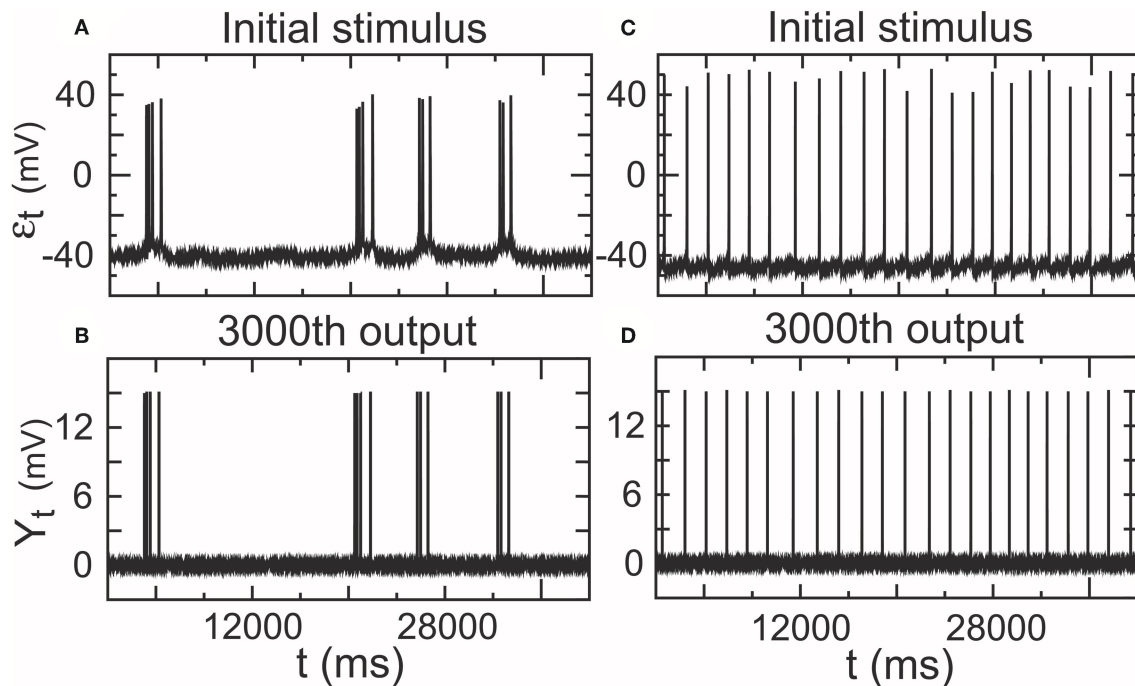 A
Initial stimulus
40
0
-40
εt (mV)
B
3000th output
12
6
0
Yt (mV)
12000
28000
t (ms)
C
Initial stimulus
40
0
-40
D
3000th output
12
6
0
12000
28000
t (ms)